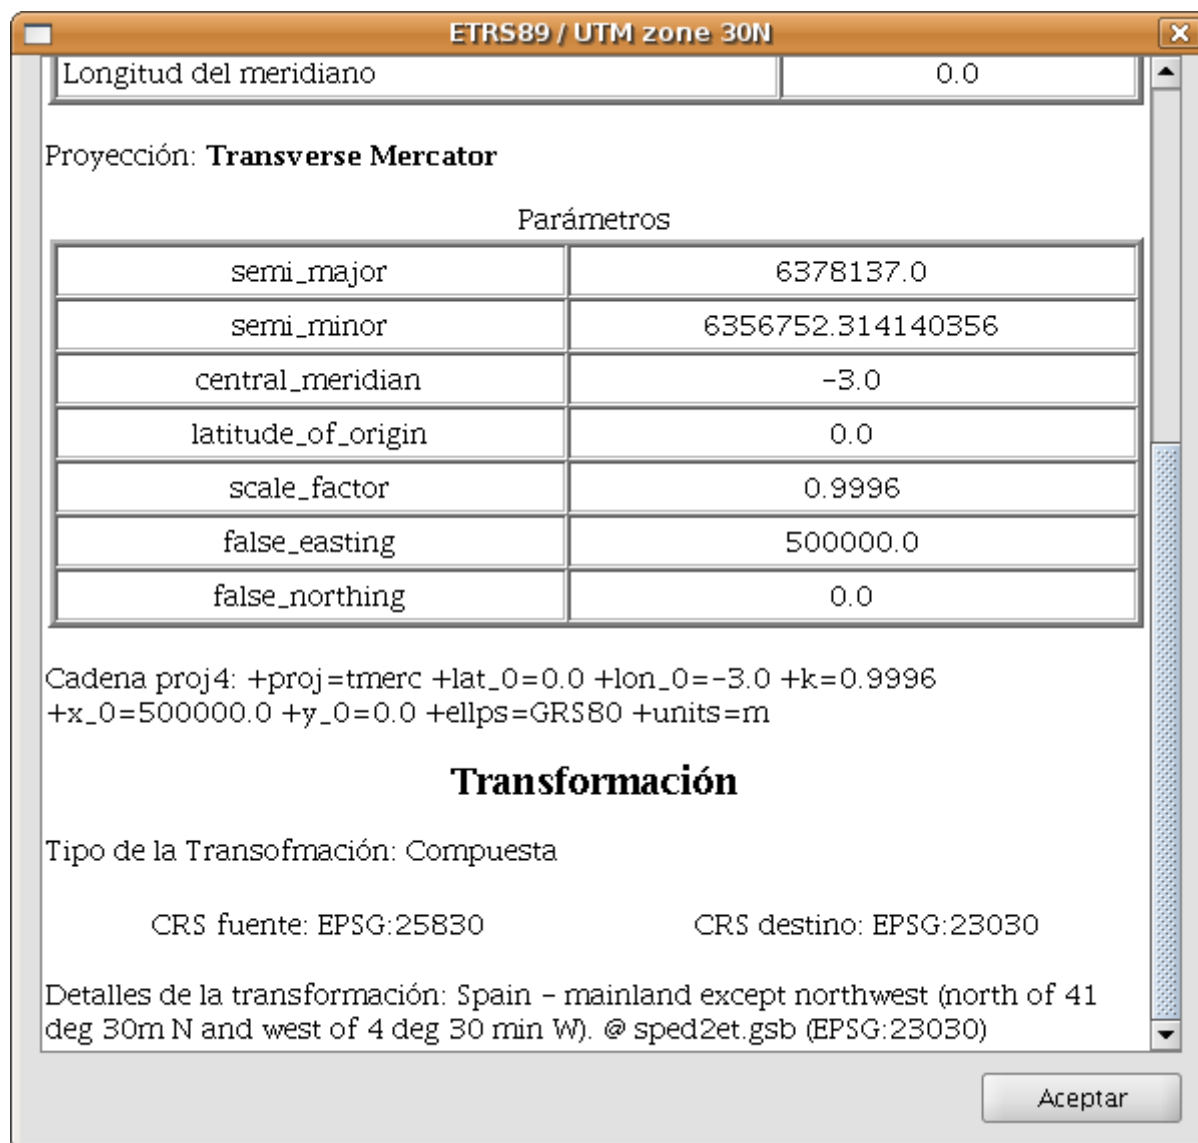 ETRS89 / UTM zone 30N
Longitud del meridiano 0.0
Proyección: Transverse Mercator
Parámetros
semi_major 6378137.0
semi_minor 6356752.314140356
central_meridian -3.0
latitude_of_origin 0.0
scale_factor 0.9996
false_easting 500000.0
false_northing 0.0
Cadena proj4: +proj=tmerc +lat_0=0.0 +lon_0=-3.0 +k=0.9996
+x_0=500000.0 +y_0=0.0 +ellps=GRS80 +units=m
Transformación
Tipo de la Transofmación: Compuesta
CRS fuente: EPSG:25830 CRS destino: EPSG:23030
Detalles de la transformación: Spain – mainland except northwest (north of 41
deg 30m N and west of 4 deg 30 min W). @ sped2et.gsb (EPSG:23030)
Aceptar